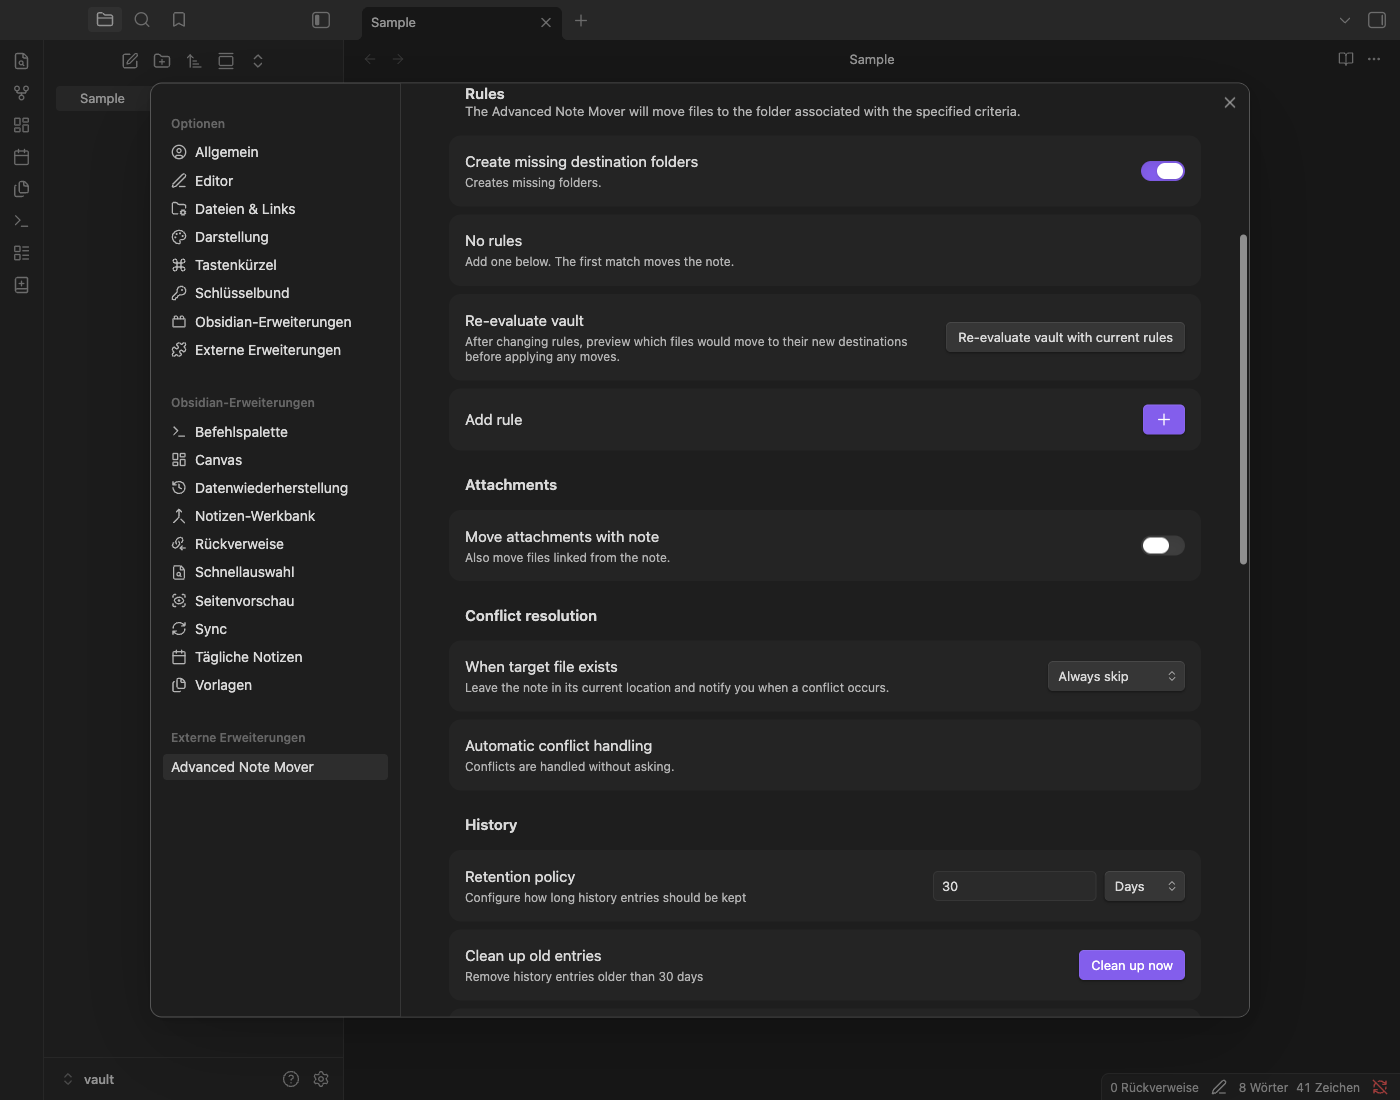 Sample
Sample
Sample
Optionen
Allgemein
Editor
Dateien & Links
Darstellung
Tastenkürzel
Schlüsselbund
Obsidian-Erweiterungen
Externe Erweiterungen
Obsidian-Erweiterungen
Befehlspalette
Canvas
Datenwiederherstellung
Notizen-Werkbank
Rückverweise
Schnellauswahl
Seitenvorschau
Sync
Tägliche Notizen
Vorlagen
Externe Erweiterungen
Advanced Note Mover
Rules
The Advanced Note Mover will move files to the folder associated with the specified criteria.
Create missing destination folders
Creates missing folders.
No rules
Add one below. The first match moves the note.
Re-evaluate vault
After changing rules, preview which files would move to their new destinations
before applying any moves.
Re-evaluate vault with current rules
Add rule
Attachments
Move attachments with note
Also move files linked from the note.
Conflict resolution
When target file exists
Leave the note in its current location and notify you when a conflict occurs.
Always skip
Automatic conflict handling
Conflicts are handled without asking.
History
Retention policy
Configure how long history entries should be kept
30
Days
Clean up old entries
Remove history entries older than 30 days
Clean up now
vault
0 Rückverweise
8 Wörter
41 Zeichen